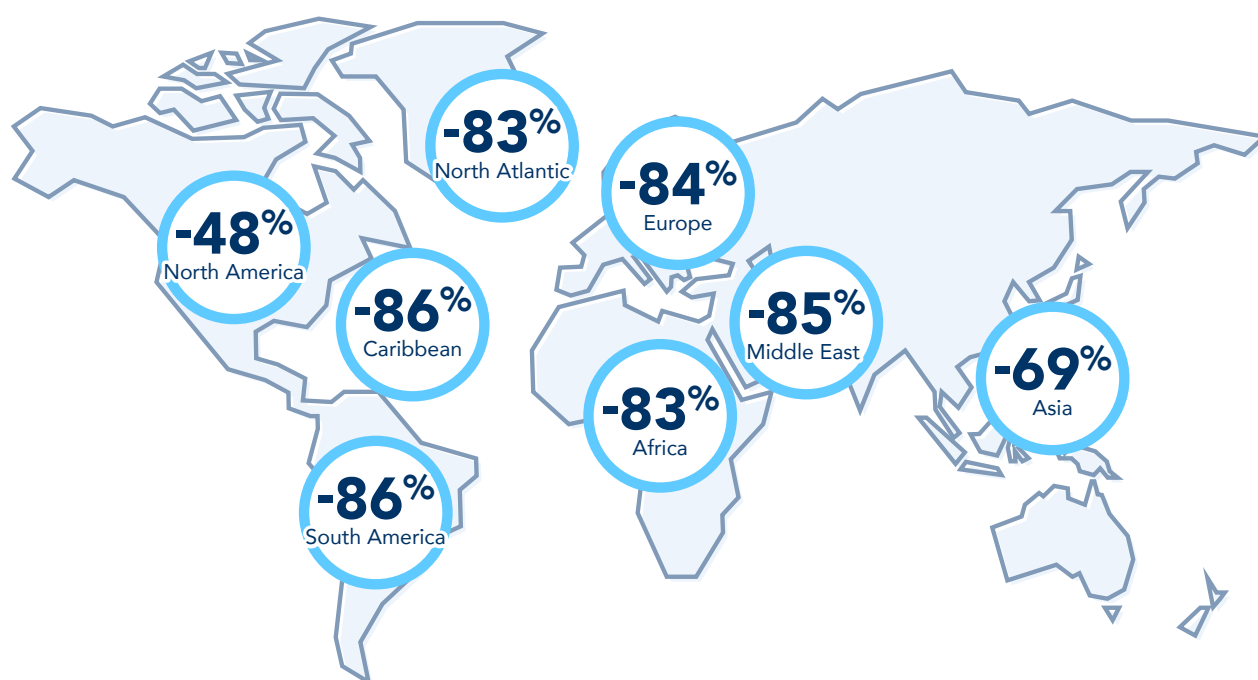 -83%
North Atlantic
-84%
Europe
-48%
North America
-86%
Caribbean
-85%
Middle East
-69%
Asia
-83%
Africa
-86%
South America